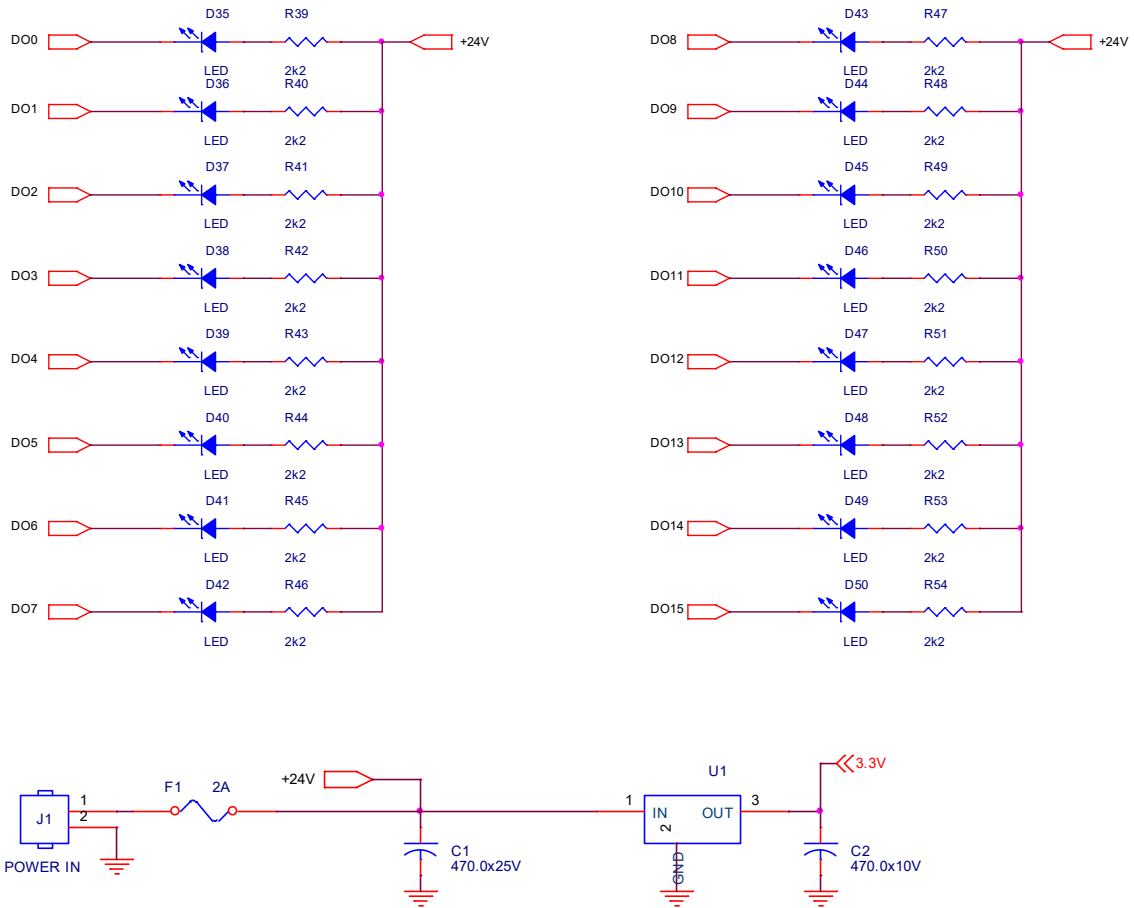 D35 R39 D43 R47
DO0 +24V DO8 +24V
LED 2k2 LED 2k2
D36 R40 D44 R48
DO1 DO9
LED 2k2 LED 2k2
D37 R41 D45 R49
DO2 DO10
LED 2k2 LED 2k2
D38 R42 D46 R50
DO3 DO11
LED 2k2 LED 2k2
D39 R43 D47 R51
DO4 DO12
LED 2k2 LED 2k2
D40 R44 D48 R52
DO5 DO13
LED 2k2 LED 2k2
D41 R45 D49 R53
DO6 DO14
LED 2k2 LED 2k2
D42 R46 D50 R54
DO7 DO15
LED 2k2 LED 2k2
3.3V
U1
F1 2A +24V
1 1 3
J1 2 IN 2 OUT
C1 C2
POWER IN 470.0x25V GND 470.0x10V